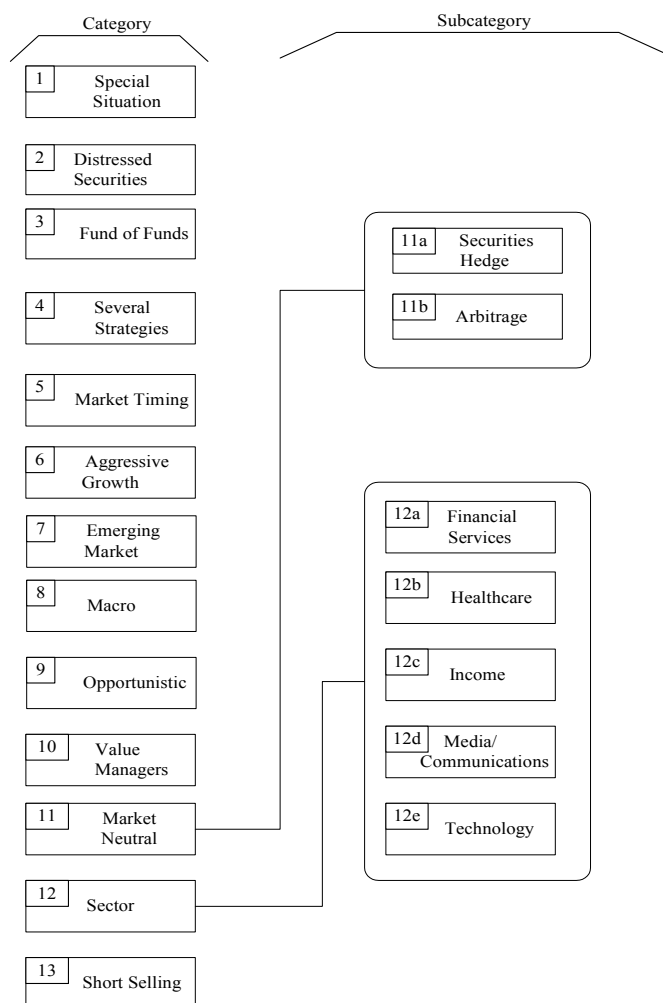 Category
Subcategory
1
Special
Situation
2
Distressed
Securities
3
Fund of Funds
4
Several
Strategies
5
Market Timing
6
Aggressive
Growth
7
Emerging
Market
8
Macro
9
Opportunistic
10
Value
Managers
11
Market
Neutral
12
Sector
13
Short Selling
11a
Securities
Hedge
11b
Arbitrage
12a
Financial
Services
12b
Healthcare
12c
Income
12d
Media/
Communications
12e
Technology